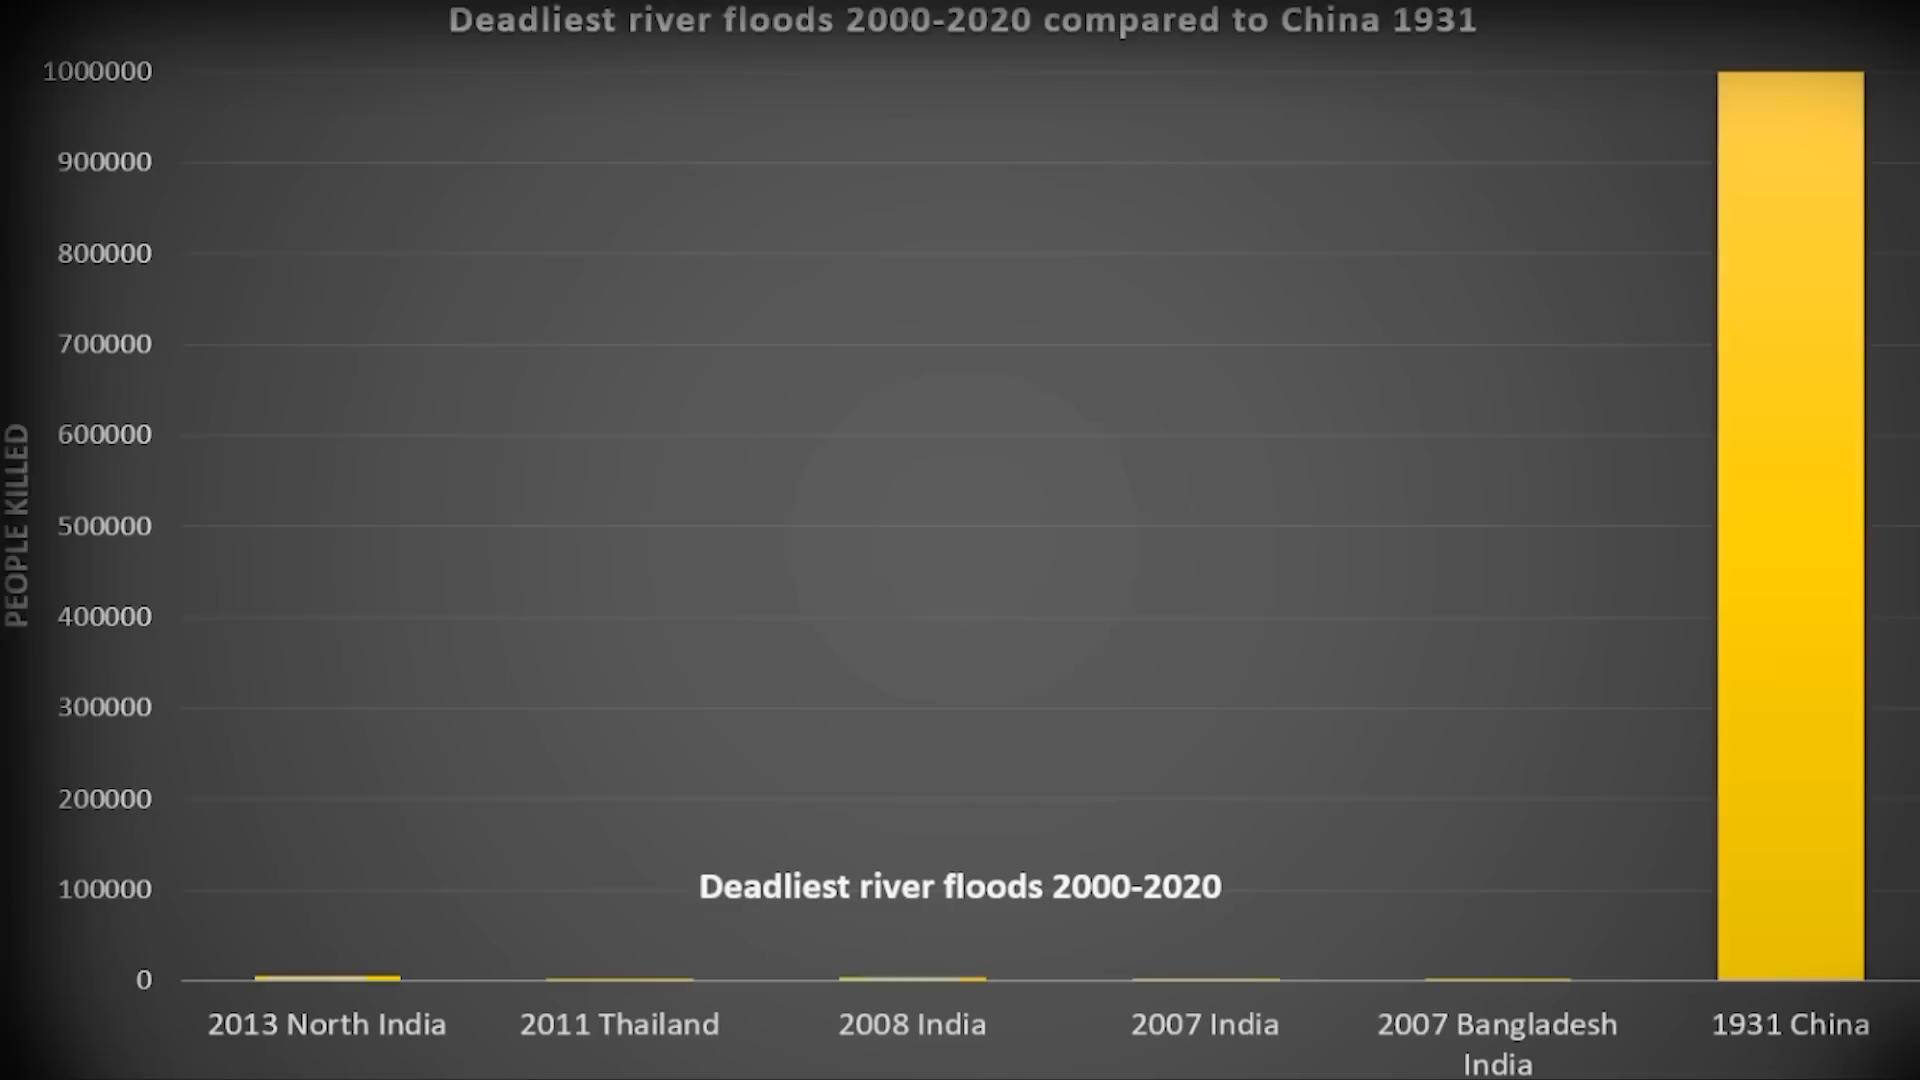 Deadliest river floods 2000-2020 compared to China 1931
PEOPLE KILLED
1000000
900000
800000
700000
600000
500000
400000
300000
200000
100000
0
Deadliest river floods 2000-2020
2013 North India
2011 Thailand
2008 India
2007 India
2007 Bangladesh
India
1931 China